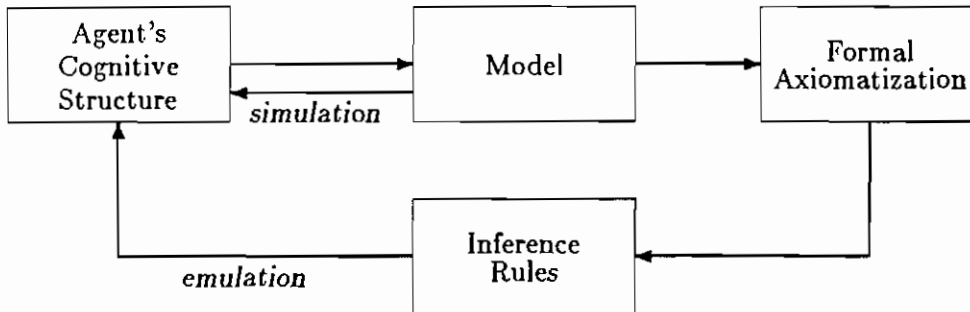 Agent's
Cognitive
Structure
Model
Formal
Axiomatization
simulation
Inference
Rules
emulation